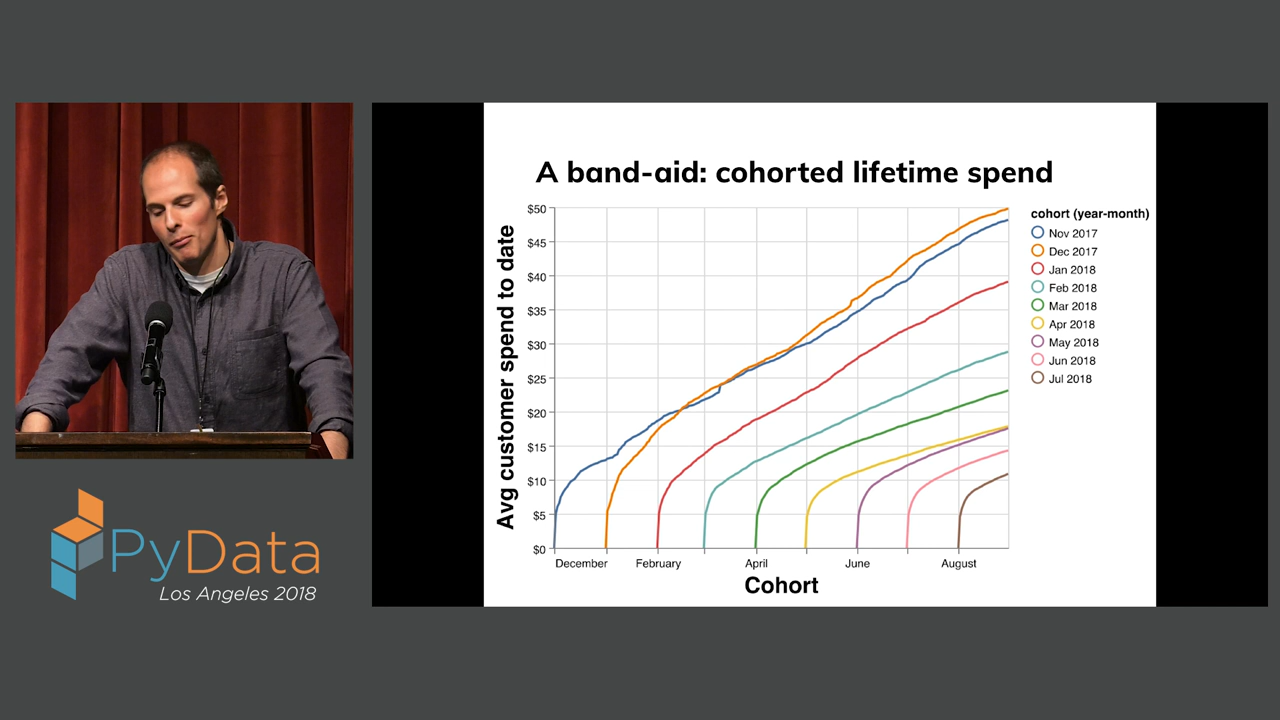 A band-aid: cohorted lifetime spend
Avg customer spend to date
$50
$45
$40
$35
$30
$25
$20
$15
$10
$5
$0
December
February
April
June
August
Cohort
cohort (year-month)
Nov 2017
Dec 2017
Jan 2018
Feb 2018
Mar 2018
Apr 2018
May 2018
Jun 2018
Jul 2018
PyData
Los Angeles 2018